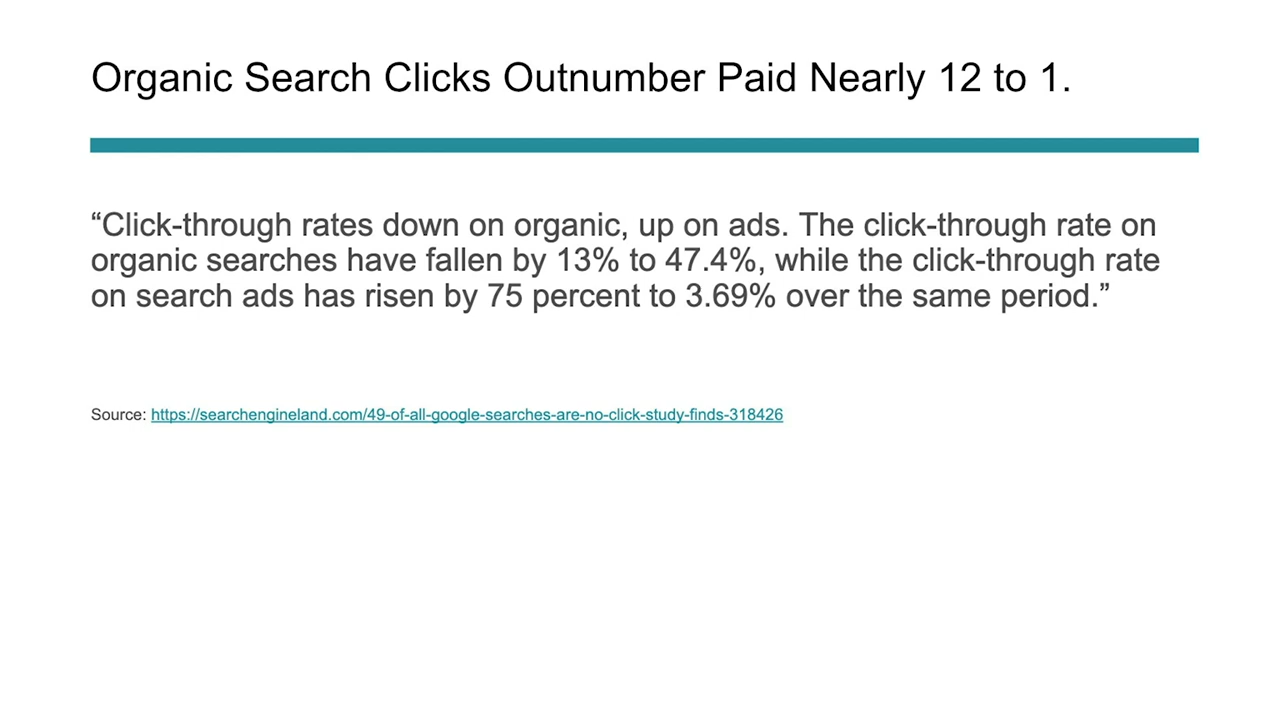 Organic Search Clicks Outnumber Paid Nearly 12 to 1.
“Click-through rates down on organic, up on ads. The click-through rate on
organic searches have fallen by 13% to 47.4%, while the click-through rate
on search ads has risen by 75 percent to 3.69% over the same period.”
Source: https://searchengineland.com/49-of-all-google-searches-are-no-click-study-finds-318426